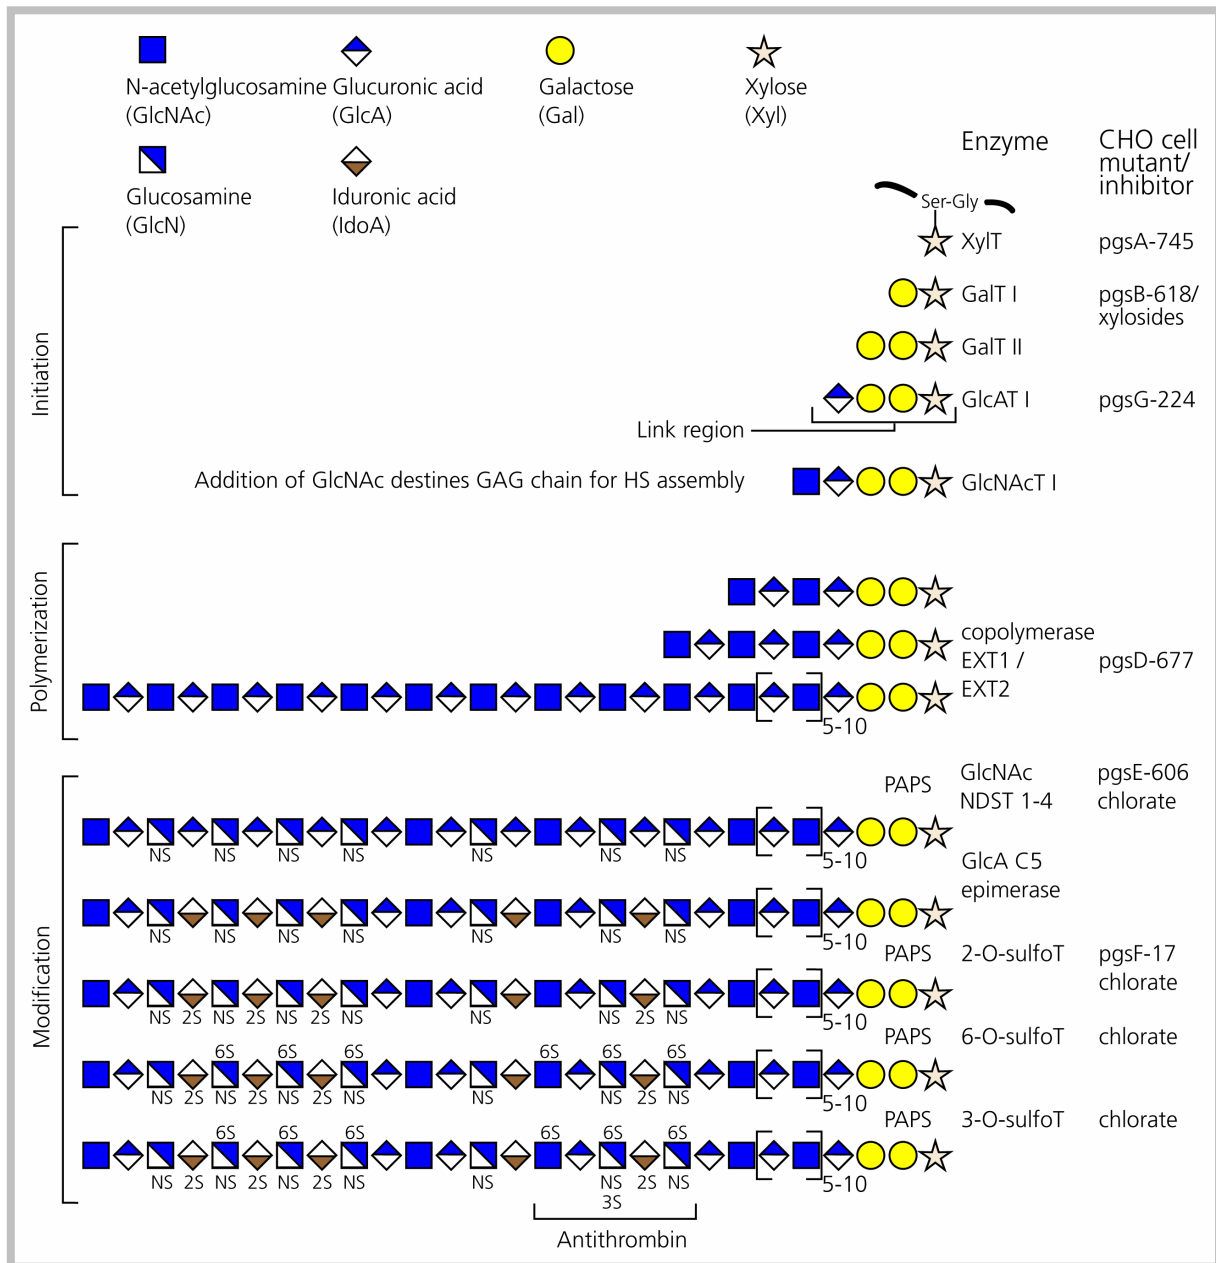 N-acetylglucosamine
(GlcNAc)
Glucuronic acid
(GlcA)
Galactose
(Gal)
Xylose
(Xyl)
Glucosamine
(GlcN)
Iduronic acid
(IdoA)
Enzyme
CHO cell
mutant/
inhibitor
Ser-Gly
Initiation
XylT pgsA-745
GalT I pgsB-618/
xylosides
GalT II
GlcAT I pgsG-224
Link region
Addition of GlcNAc destines GAG chain for HS assembly GlcNAcT I
Polymerization
copolymerase
EXT1 / pgsD-677
EXT2
5-10
Modification
PAPS GlcNAc pgsE-606
NDST 1-4 chlorate
NS NS NS NS NS NS NS 5-10
GlcA C5
epimerase
NS NS NS NS NS NS NS 5-10
PAPS 2-O-sulfoT pgsF-17
chlorate
NS 2S NS 2S NS 2S NS NS NS 2S NS 5-10
PAPS 6-O-sulfoT chlorate
6S 6S 6S 6S 6S 6S
NS 2S NS 2S NS 2S NS NS NS 2S NS 5-10
PAPS 3-O-sulfoT chlorate
6S 6S 6S 6S 6S 6S
NS 2S NS 2S NS 2S NS NS NS 2S NS 5-10
3S
Antithrombin